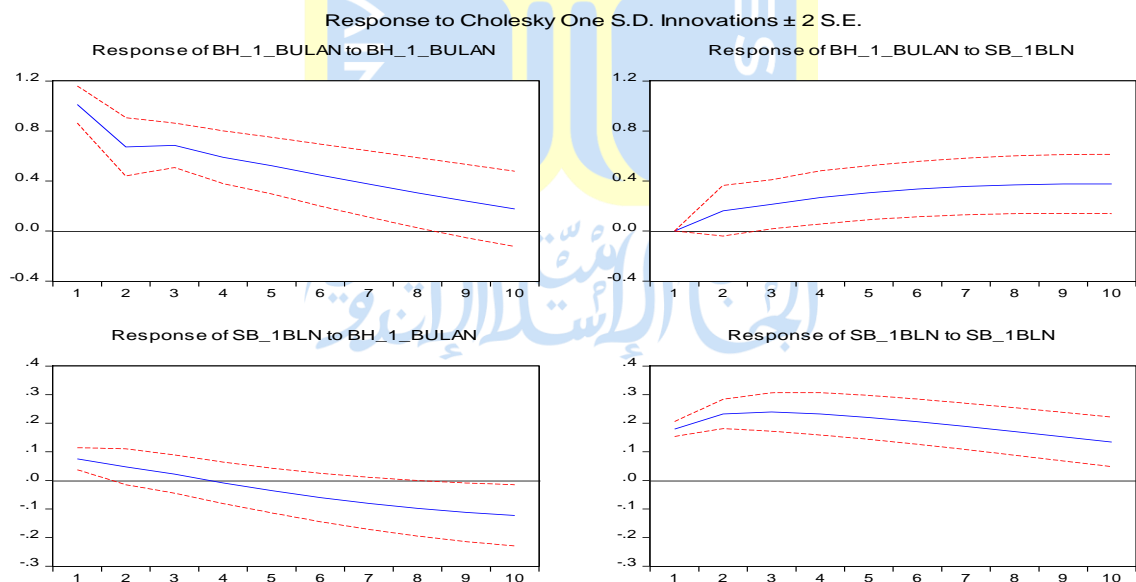 Response to Cholesky One S.D. Innovations ± 2 S.E.
Response of BH_1_BULAN to BH_1_BULAN
1.2
0.8
0.4
0.0
-0.4
1 2 3 4 5 6 7 8 9 10
Response of BH_1_BULAN to SB_1BLN
1.2
0.8
0.4
0.0
-0.4
1 2 3 4 5 6 7 8 9 10
Response of SB_1BLN to BH_1_BULAN
.4
.3
.2
.1
.0
-.1
-.2
-.3
1 2 3 4 5 6 7 8 9 10
Response of SB_1BLN to SB_1BLN
.4
.3
.2
.1
.0
-.1
-.2
-.3
1 2 3 4 5 6 7 8 9 10